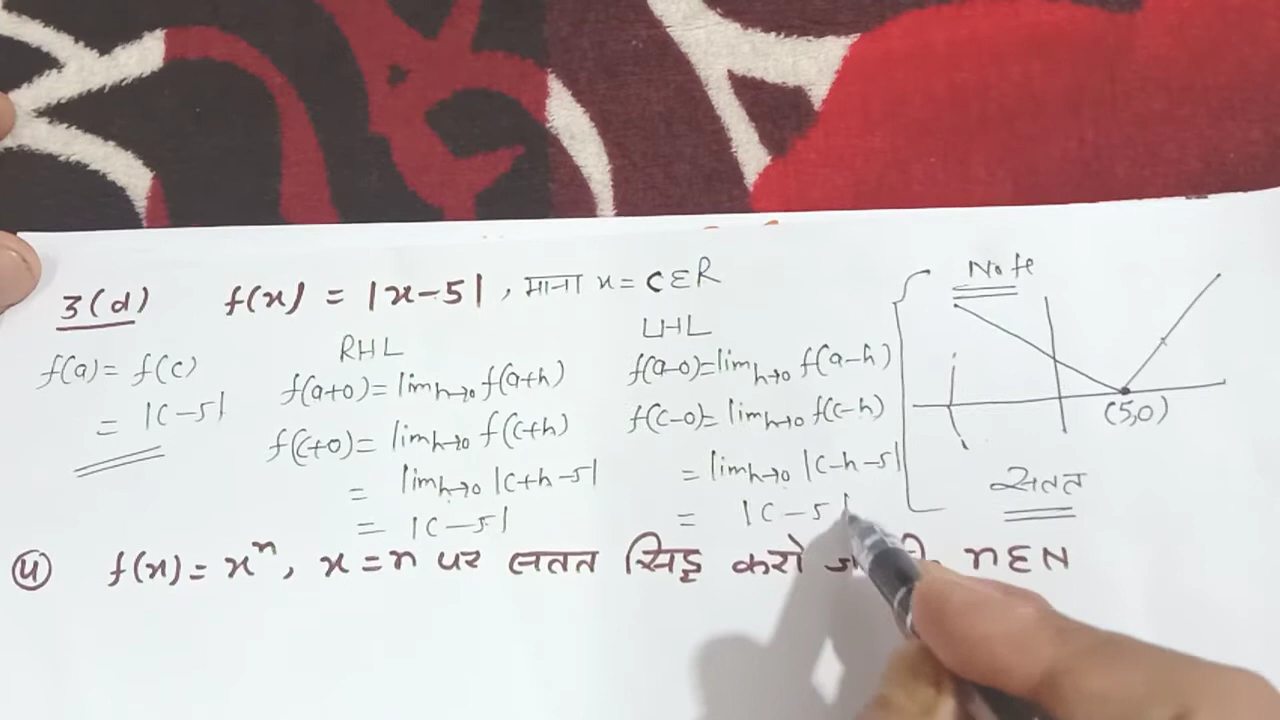 3(d) f(x) = |x-5|, माना x = C ∈ R
f(a) = f(c)
= |C-5|
RHL
f(a+0) = lim h→0 f(a+h)
f(c+0) = lim h→0 f(c+h)
= lim h→0 |C+h-5|
= |C-5|
LHL
f(a-0) = lim h→0 f(a-h)
f(c-0) = lim h→0 f(c-h)
= lim h→0 |C-h-5|
= |C-5|
Note
(5,0)
सतत
④ f(x) = xⁿ, x = n पर सतत सिद्ध करो n ∈ N